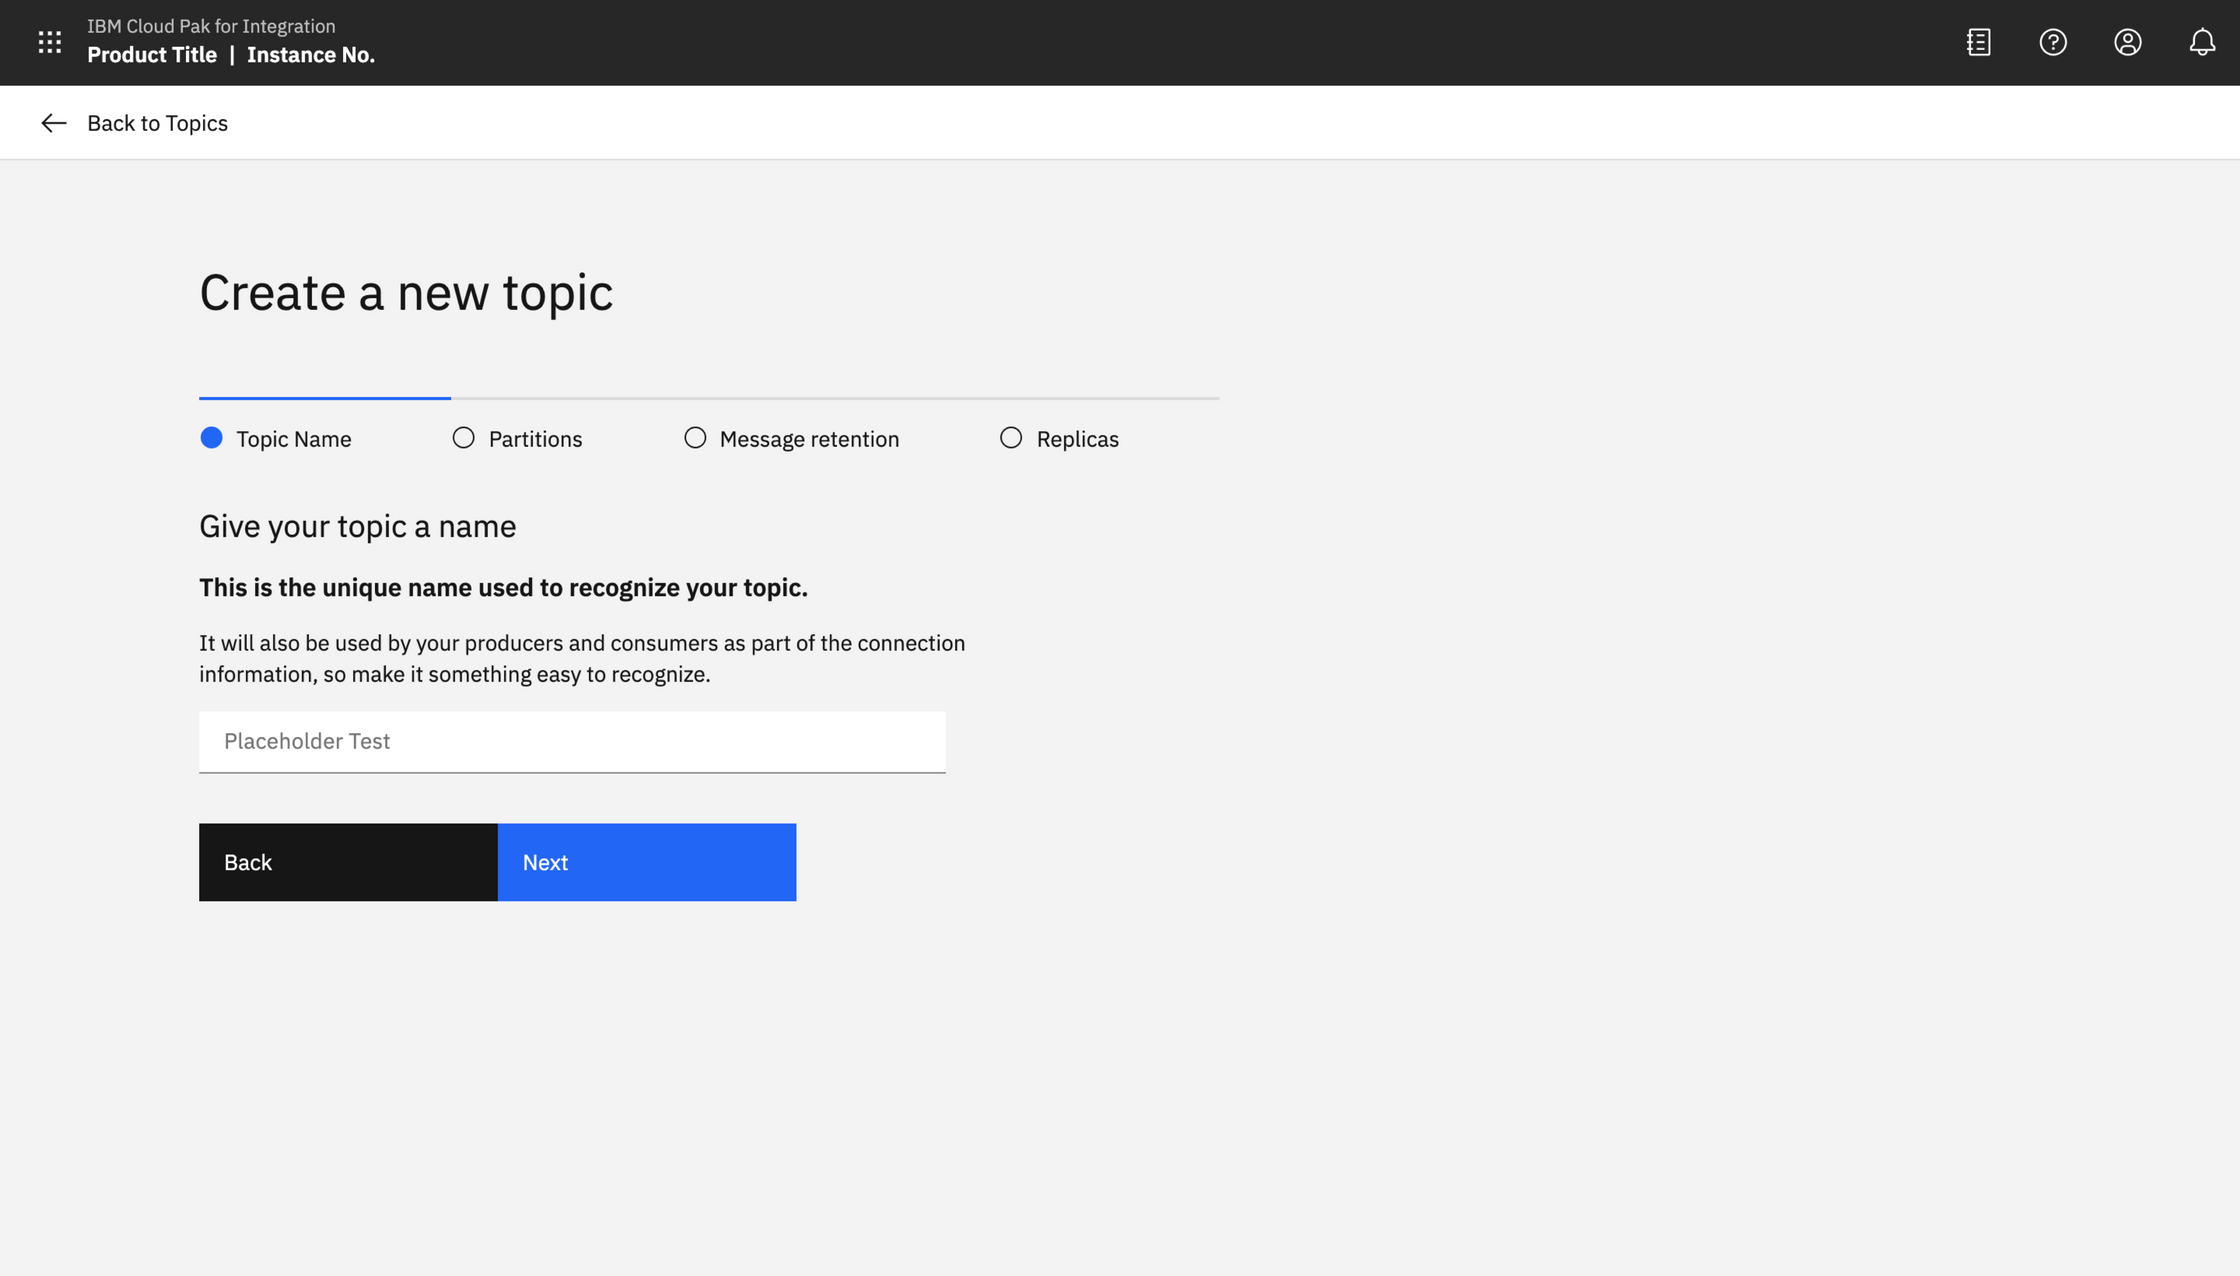 IBM Cloud Pak for Integration
Product Title | Instance No.
Back to Topics
Create a new topic
Topic Name
Partitions
Message retention
Replicas
Give your topic a name
This is the unique name used to recognize your topic.
It will also be used by your producers and consumers as part of the connection
information, so make it something easy to recognize.
Placeholder Test
Back
Next